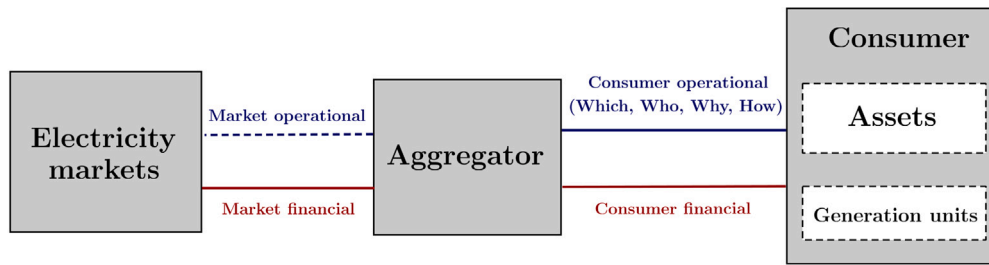 Electricity
markets
Market operational
Market financial
Aggregator
Consumer operational
(Which, Who, Why, How)
Consumer financial
Consumer
Assets
Generation units